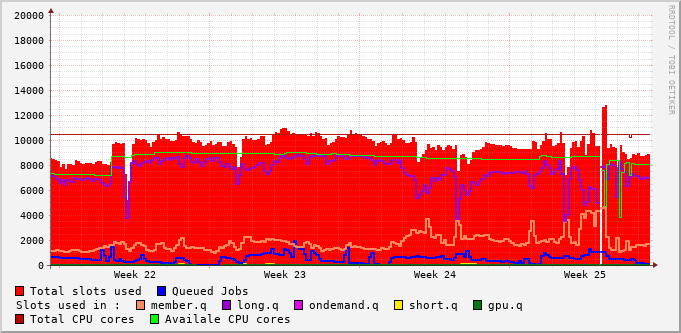 RRDTOOL / TOBI OETIKER
20000
18000
16000
14000
12000
10000
8000
6000
4000
2000
0
Week 22 Week 23 Week 24 Week 25
Total slots used Queued Jobs
Slots used in : member.q long.q ondemand.q short.q gpu.q
Total CPU cores Availale CPU cores